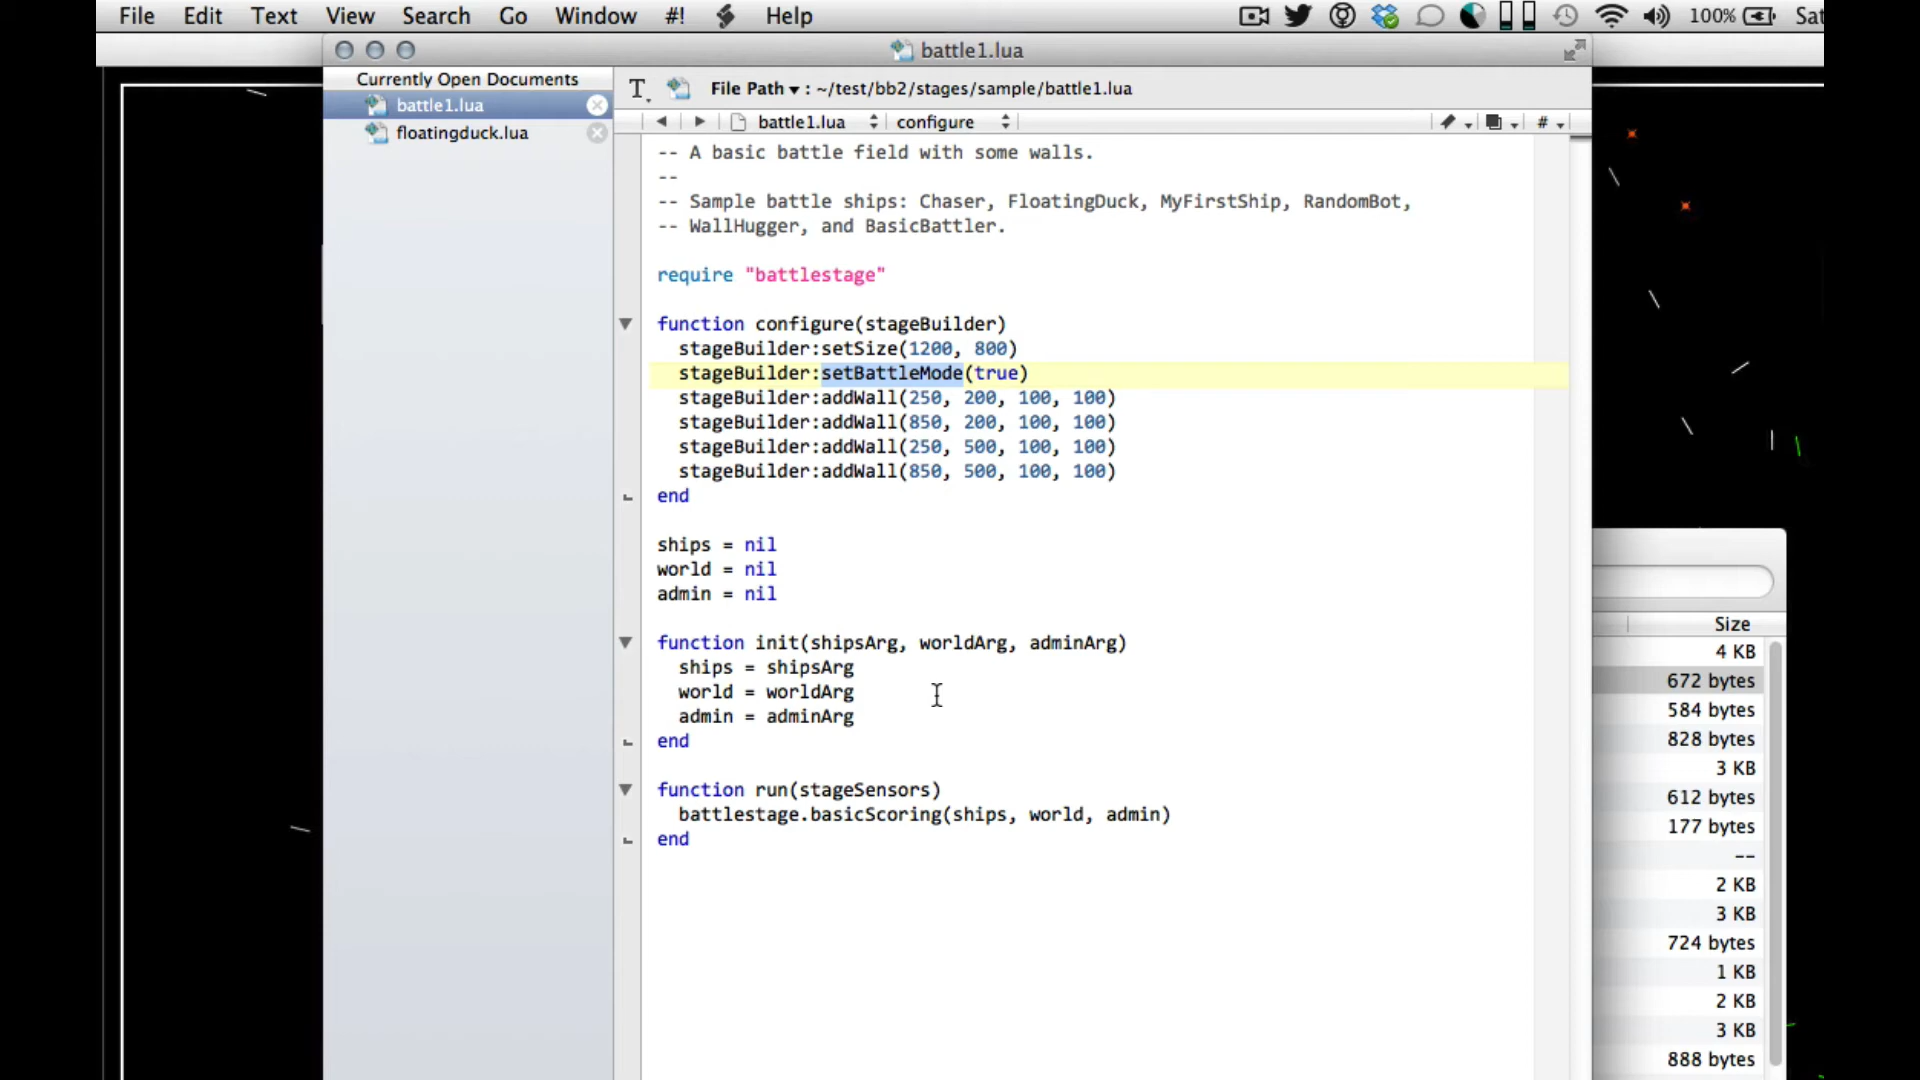 File Edit Text View Search Go Window #! Help 100% Sat
battle1.lua
Currently Open Documents
battle1.lua
floatingduck.lua
File Path ▾ : ~/test/bb2/stages/sample/battle1.lua
battle1.lua configure #
-- A basic battle field with some walls.
--
-- Sample battle ships: Chaser, FloatingDuck, MyFirstShip, RandomBot,
-- WallHugger, and BasicBattler.
require "battlestage"
function configure(stageBuilder)
stageBuilder:setSize(1200, 800)
stageBuilder:setBattleMode(true)
stageBuilder:addWall(250, 200, 100, 100)
stageBuilder:addWall(850, 200, 100, 100)
stageBuilder:addWall(250, 500, 100, 100)
stageBuilder:addWall(850, 500, 100, 100)
end
ships = nil
world = nil
admin = nil
function init(shipsArg, worldArg, adminArg)
ships = shipsArg
world = worldArg
admin = adminArg
end
function run(stageSensors)
battlestage.basicScoring(ships, world, admin)
end
Size
4 KB
672 bytes
584 bytes
828 bytes
3 KB
612 bytes
177 bytes
--
2 KB
3 KB
724 bytes
1 KB
2 KB
3 KB
888 bytes